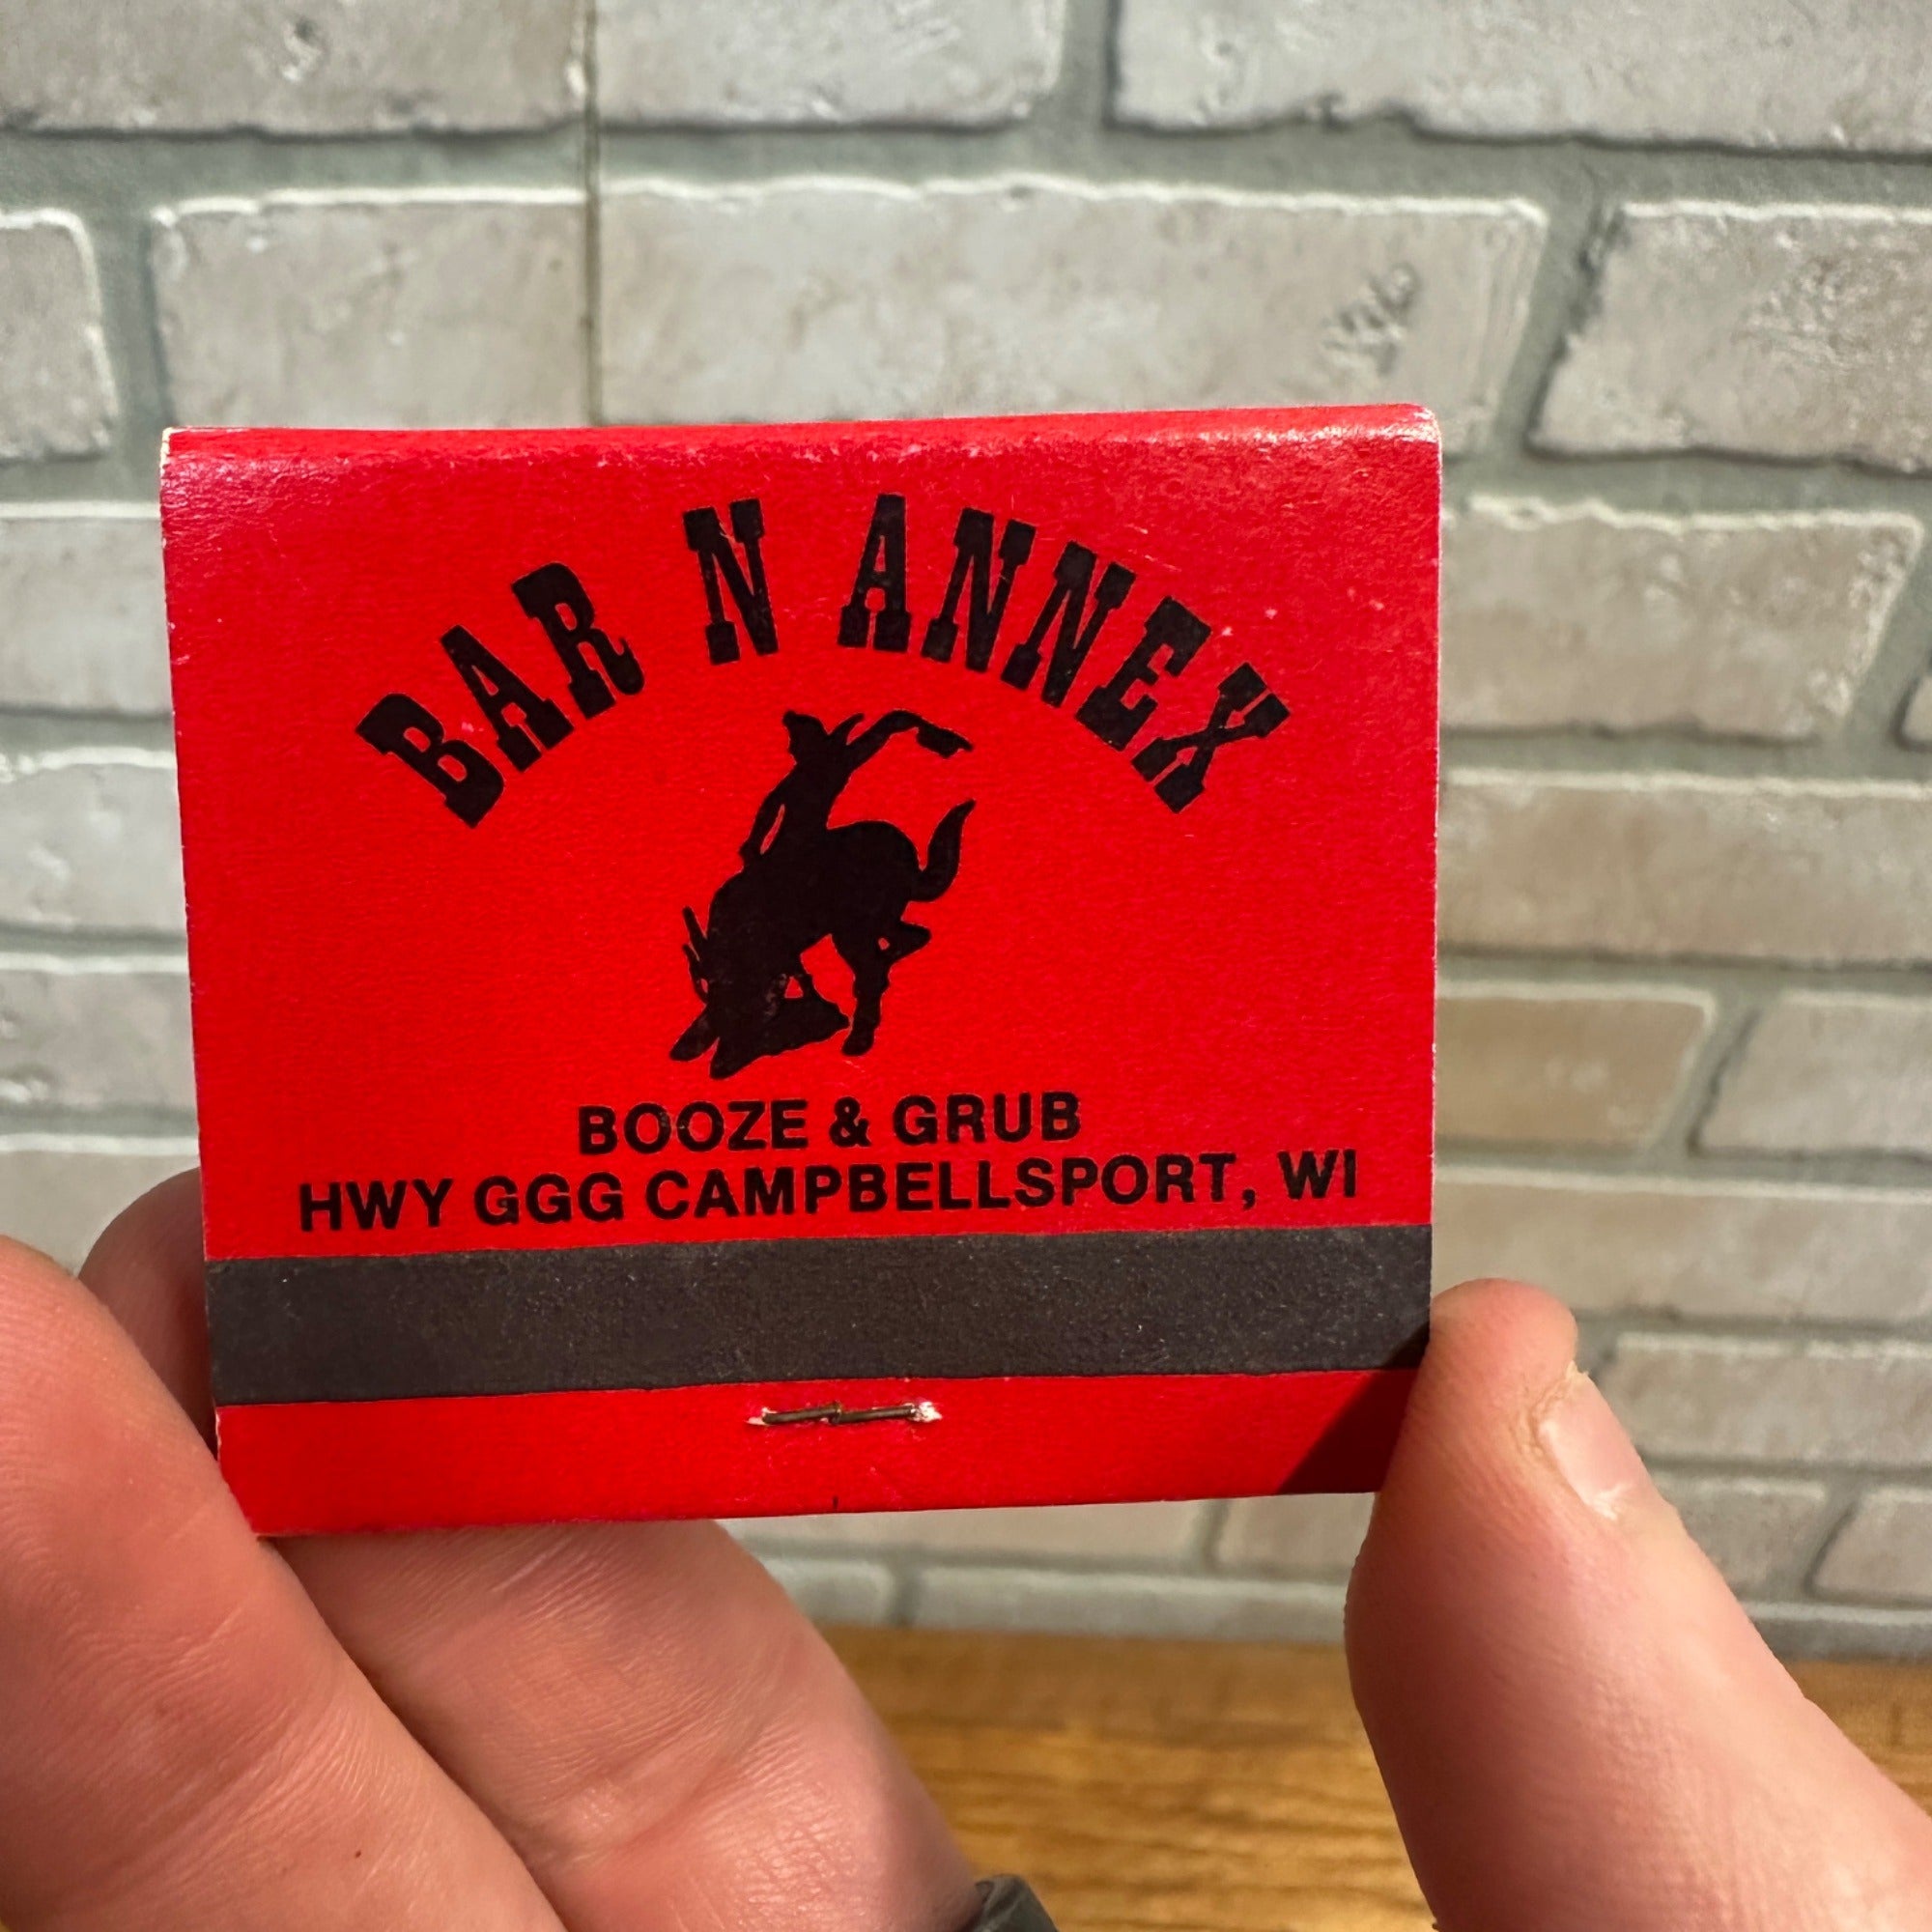 BAR N ANNEX
BOOZE & GRUB
HWY GGG CAMPBELLSPORT, WI